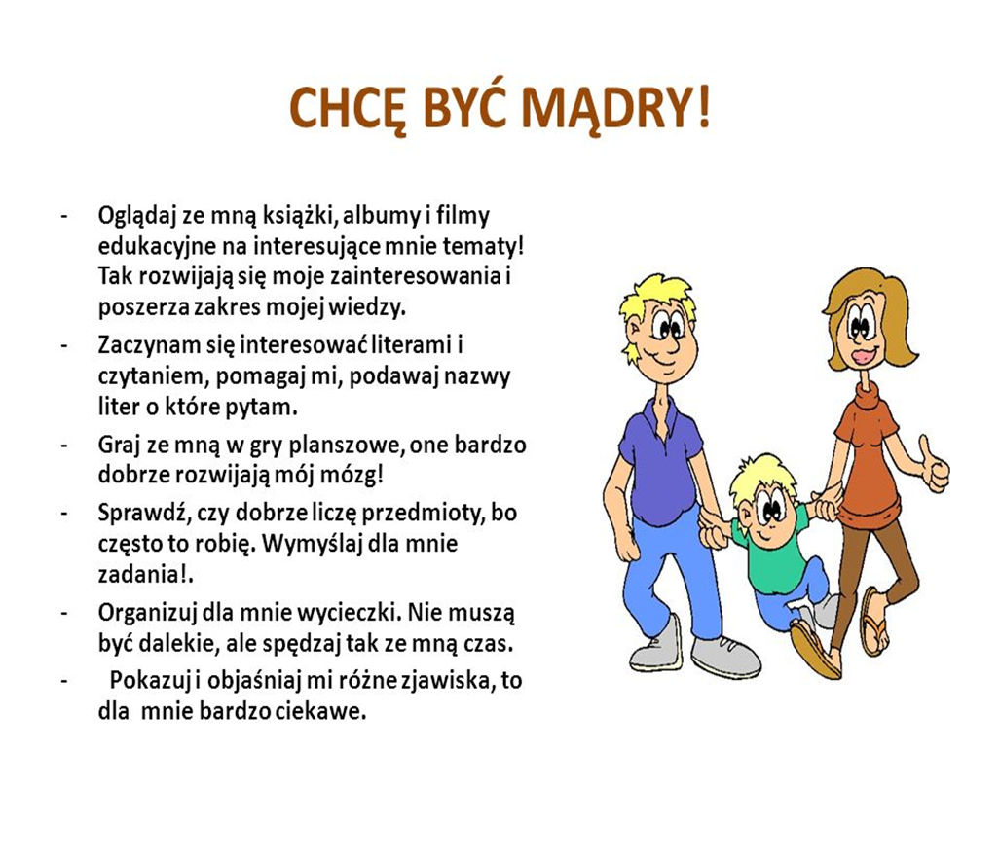 CHCĘ BYĆ MĄDRY!
- Oglądaj ze mną książki, albumy i filmy
edukacyjne na interesujące mnie tematy!
Tak rozwijają się moje zainteresowania i
poszerza zakres mojej wiedzy.
- Zaczynam się interesować literami i
czytaniem, pomagaj mi, podawaj nazwy
liter o które pytam.
- Graj ze mną w gry planszowe, one bardzo
dobrze rozwijają mój mózg!
- Sprawdź, czy dobrze liczę przedmioty, bo
często to robię. Wymyślaj dla mnie
zadania!.
- Organizuj dla mnie wycieczki. Nie muszą
być dalekie, ale spędzaj tak ze mną czas.
- Pokazuj i objaśniaj mi różne zjawiska, to
dla mnie bardzo ciekawe.